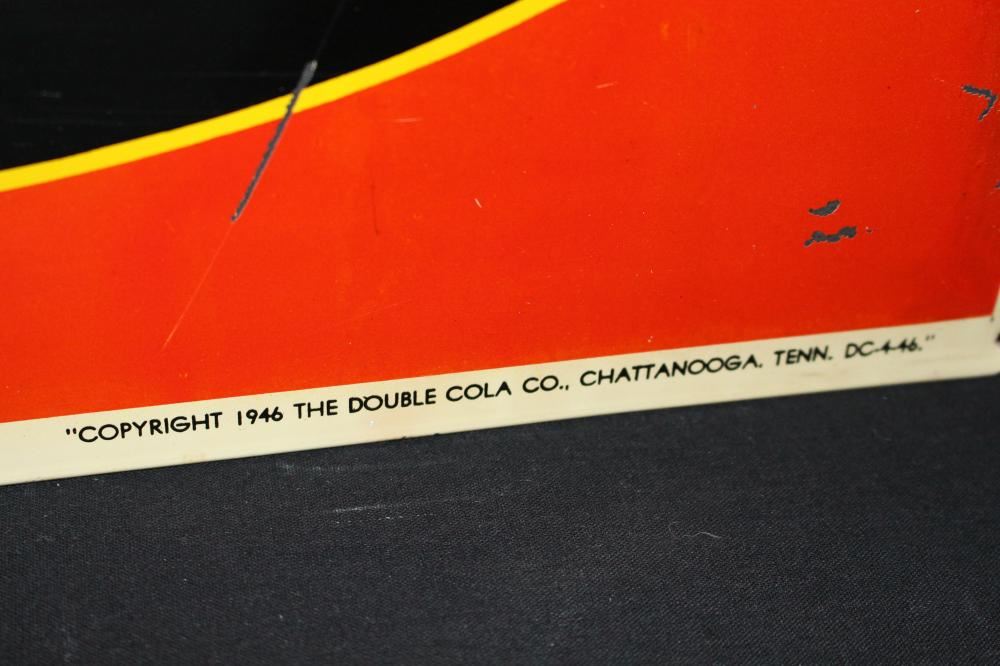 "COPYRIGHT 1946 THE DOUBLE COLA CO., CHATTANOOGA, TENN. DC-4-46."